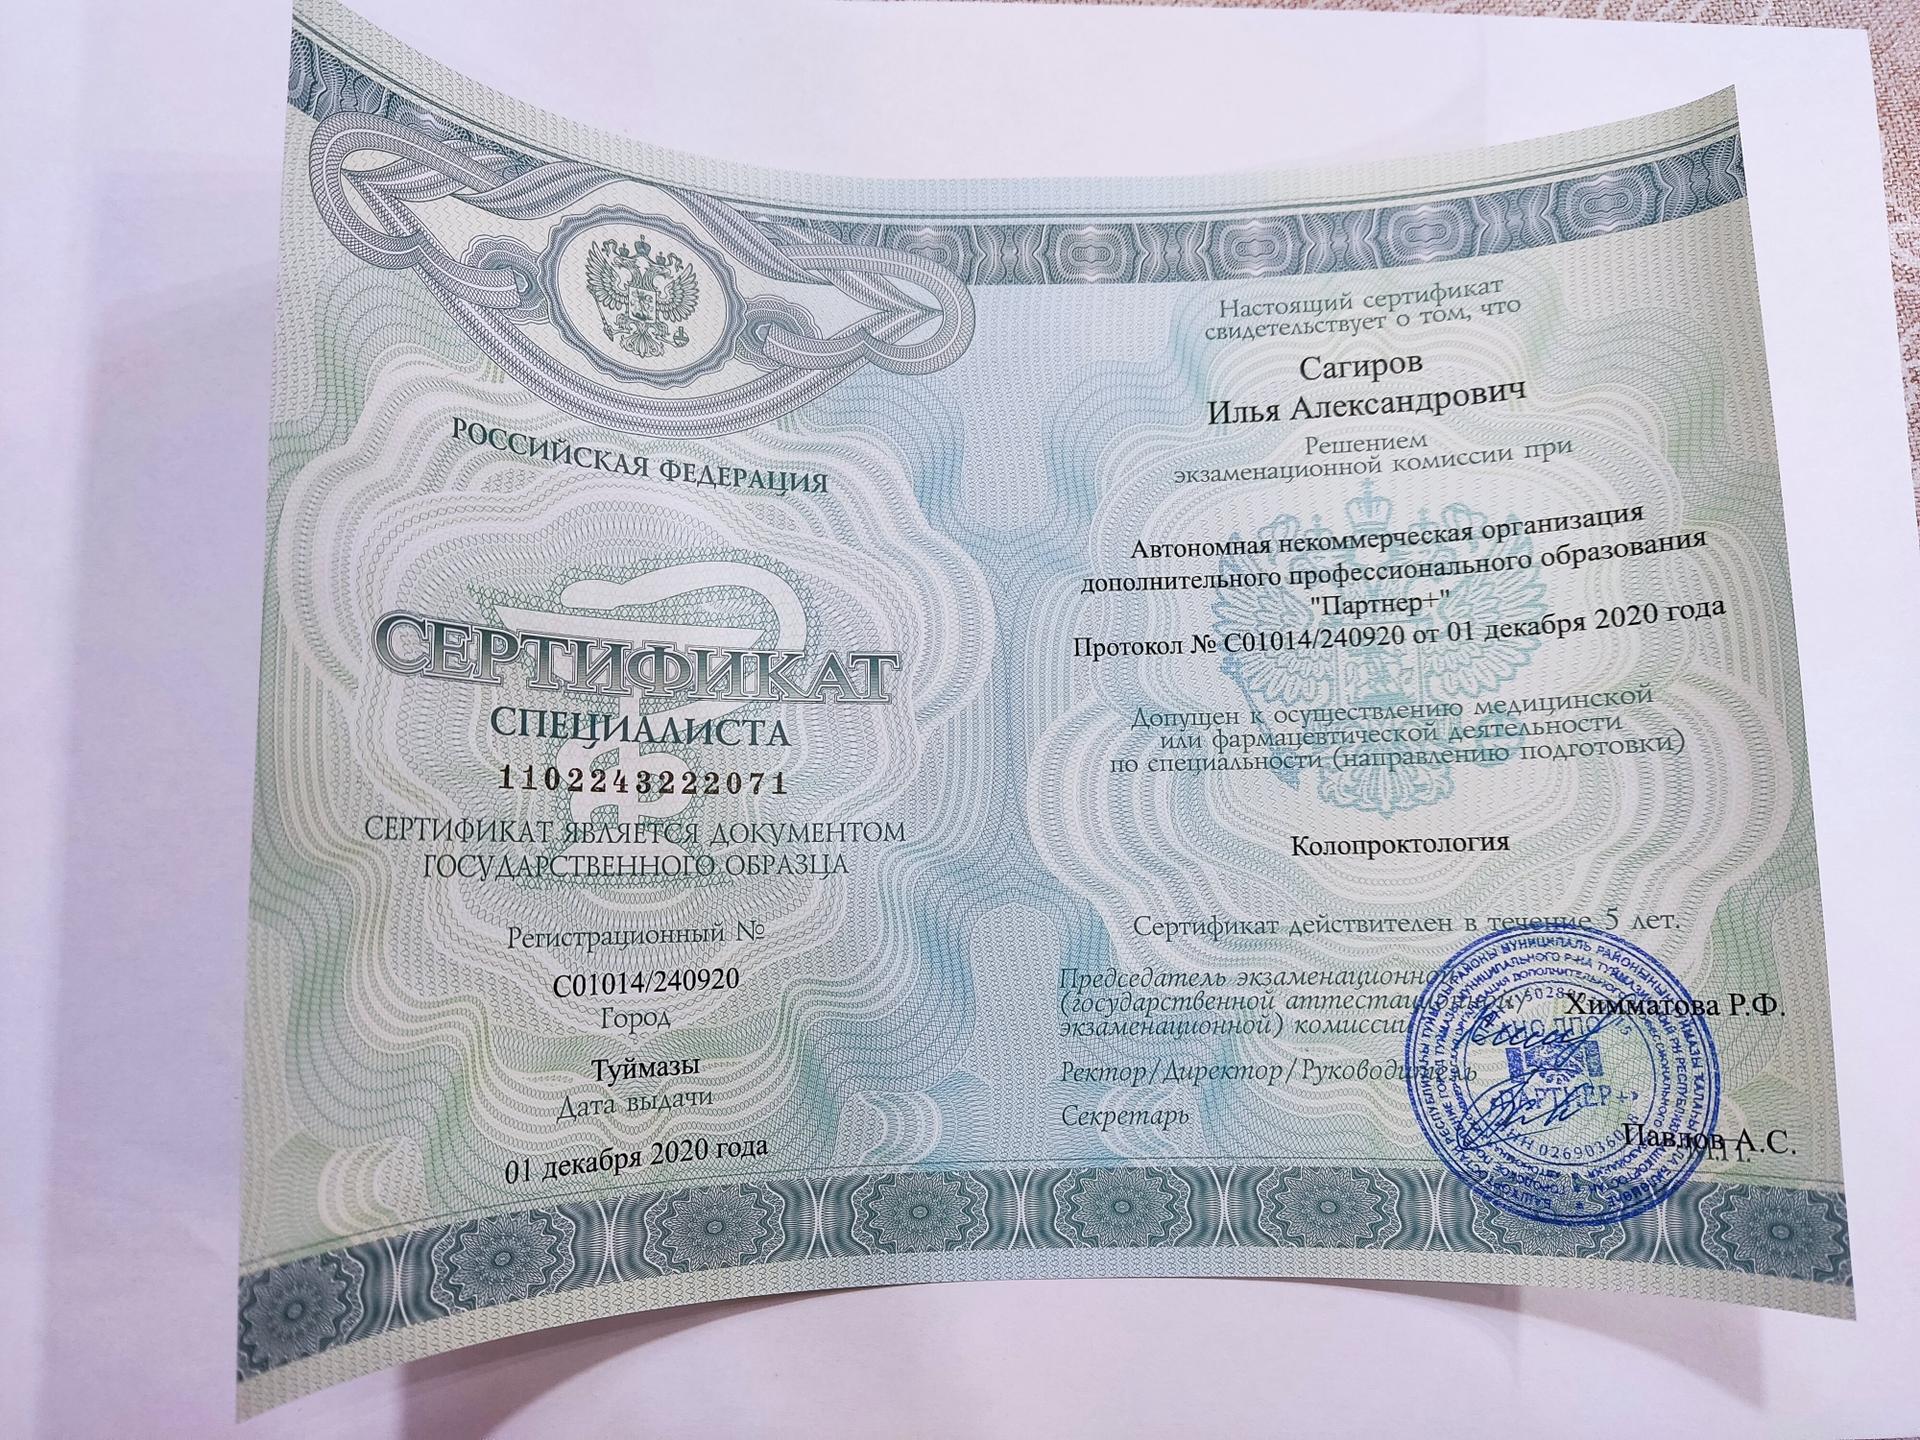 РОССИЙСКАЯ ФЕДЕРАЦИЯ
СЕРТИФИКАТ
СПЕЦИАЛИСТА
1102243222071
СЕРТИФИКАТ ЯВЛЯЕТСЯ ДОКУМЕНТОМ
ГОСУДАРСТВЕННОГО ОБРАЗЦА
Регистрационный №
С01014/240920
Город
Туймазы
Дата выдачи
01 декабря 2020 года
Настоящий сертификат
свидетельствует о том, что
Сагиров
Илья Александрович
Решением
экзаменационной комиссии при
Автономная некоммерческая организация
дополнительного профессионального образования
"Партнер+"
Протокол № С01014/240920 от 01 декабря 2020 года
Допущен к осуществлению медицинской
или фармацевтической деятельности
по специальности (направлению подготовки)
Колопроктология
Сертификат действителен в течение 5 лет.
Председатель экзаменационной
(государственной аттестационной/
экзаменационной) комиссии
Химматова Р.Ф.
Ректор/Директор/Руководитель
Секретарь
Павлов А.С.
АНО ДПО
«ПАРТНЕР+»